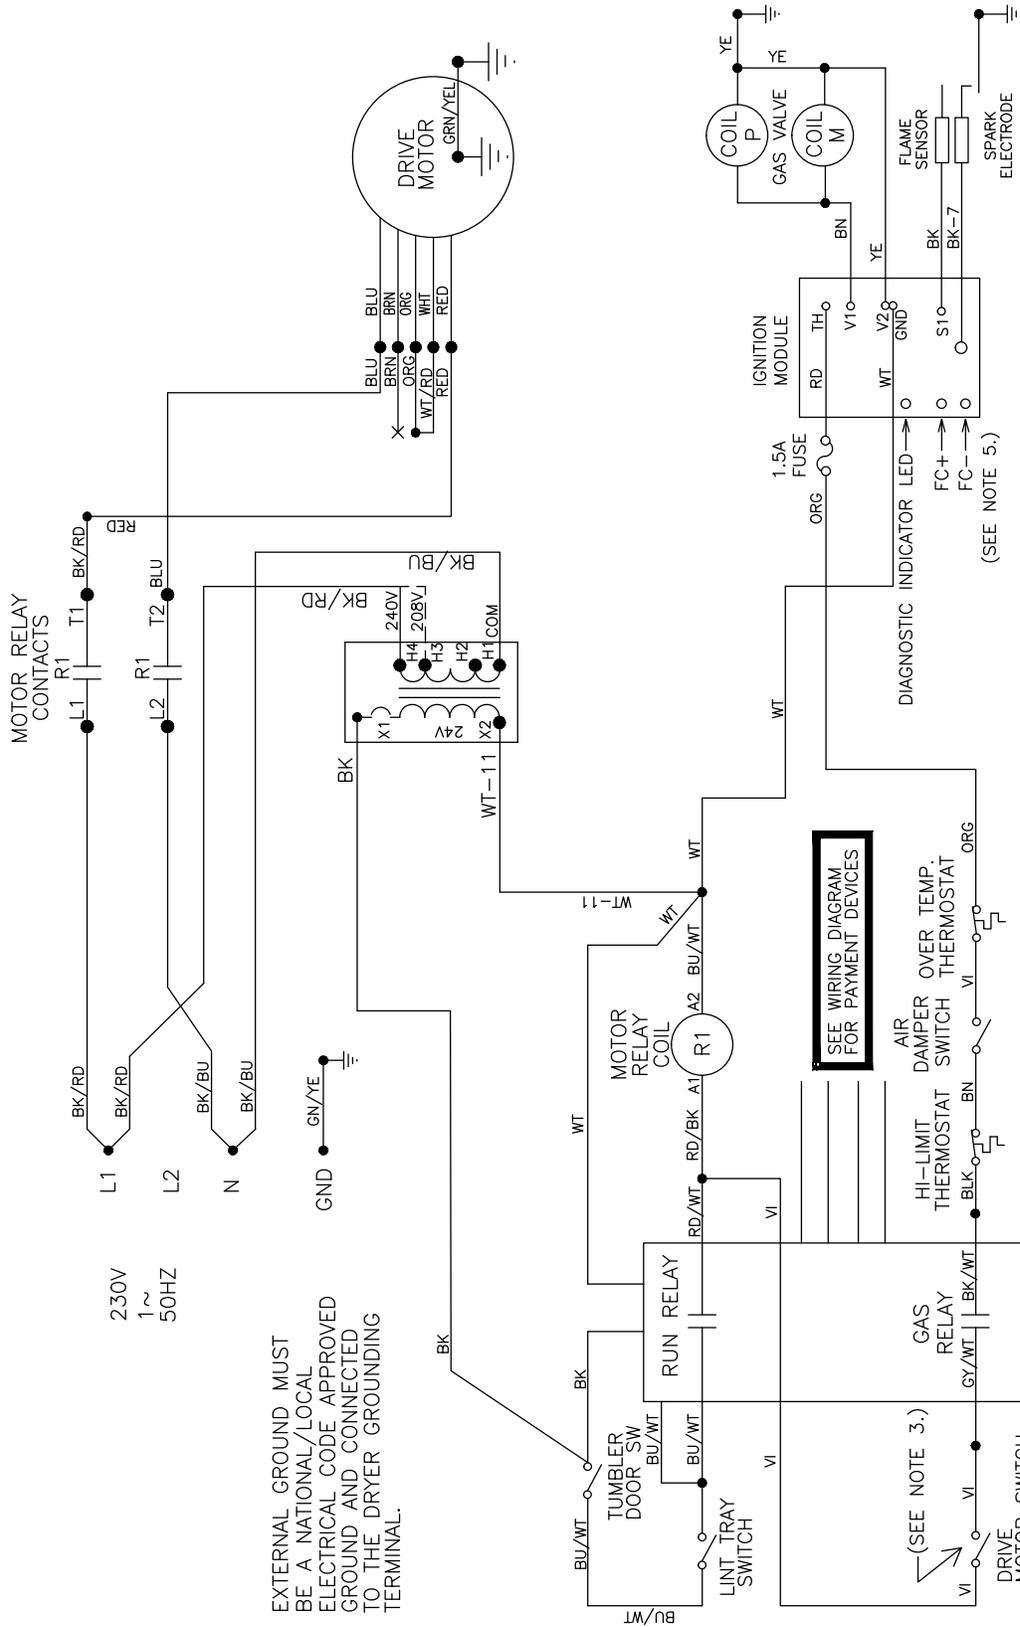 MOTOR RELAY
CONTACTS
L1
R1
T1
BK/RD
RED
L2
R1
T2
BLU
BK/RD
BK/RD
BK/BU
BK/BU
L1
L2
N
GND
GN/YE
230V
1~
50HZ
BK/RD
BK/BU
240V
208V
COM
H4
H3
H2
H1
X1
24V
X2
BK
WT-11
WT-11
BLU
BRN
ORG
WT/RD
RED
BLU
BRN
ORG
WHT
RED
DRIVE
MOTOR
GRN/YEL
EXTERNAL GROUND MUST
BE A NATIONAL/LOCAL
ELECTRICAL CODE APPROVED
GROUND AND CONNECTED
TO THE DRYER GROUNDING
TERMINAL.
BK
BK
TUMBLER
DOOR SW
BU/WT
BU/WT
BU/WT
BU/WT
LINT TRAY
SWITCH
RUN RELAY
RD/WT
RD/BK
A1
R1
A2
MOTOR
RELAY
COIL
BU/WT
WT
WT
WT
WT
VI
VI
SEE WIRING DIAGRAM
FOR PAYMENT DEVICES
(SEE NOTE 3.)
VI
VI
DRIVE
MOTOR SWITCH
GAS
RELAY
GY/WT
BK/WT
BLK
HI-LIMIT
THERMOSTAT
BN
AIR
DAMPER
SWITCH
VI
OVER TEMP.
THERMOSTAT
ORG
ORG
1.5A
FUSE
RD
WT
IGNITION
MODULE
TH
V1
V2
GND
S1
DIAGNOSTIC INDICATOR LED
FC+
FC-
(SEE NOTE 5.)
BN
YE
BK
BK-7
COIL
P
COIL
M
GAS VALVE
YE
YE
FLAME
SENSOR
SPARK
ELECTRODE